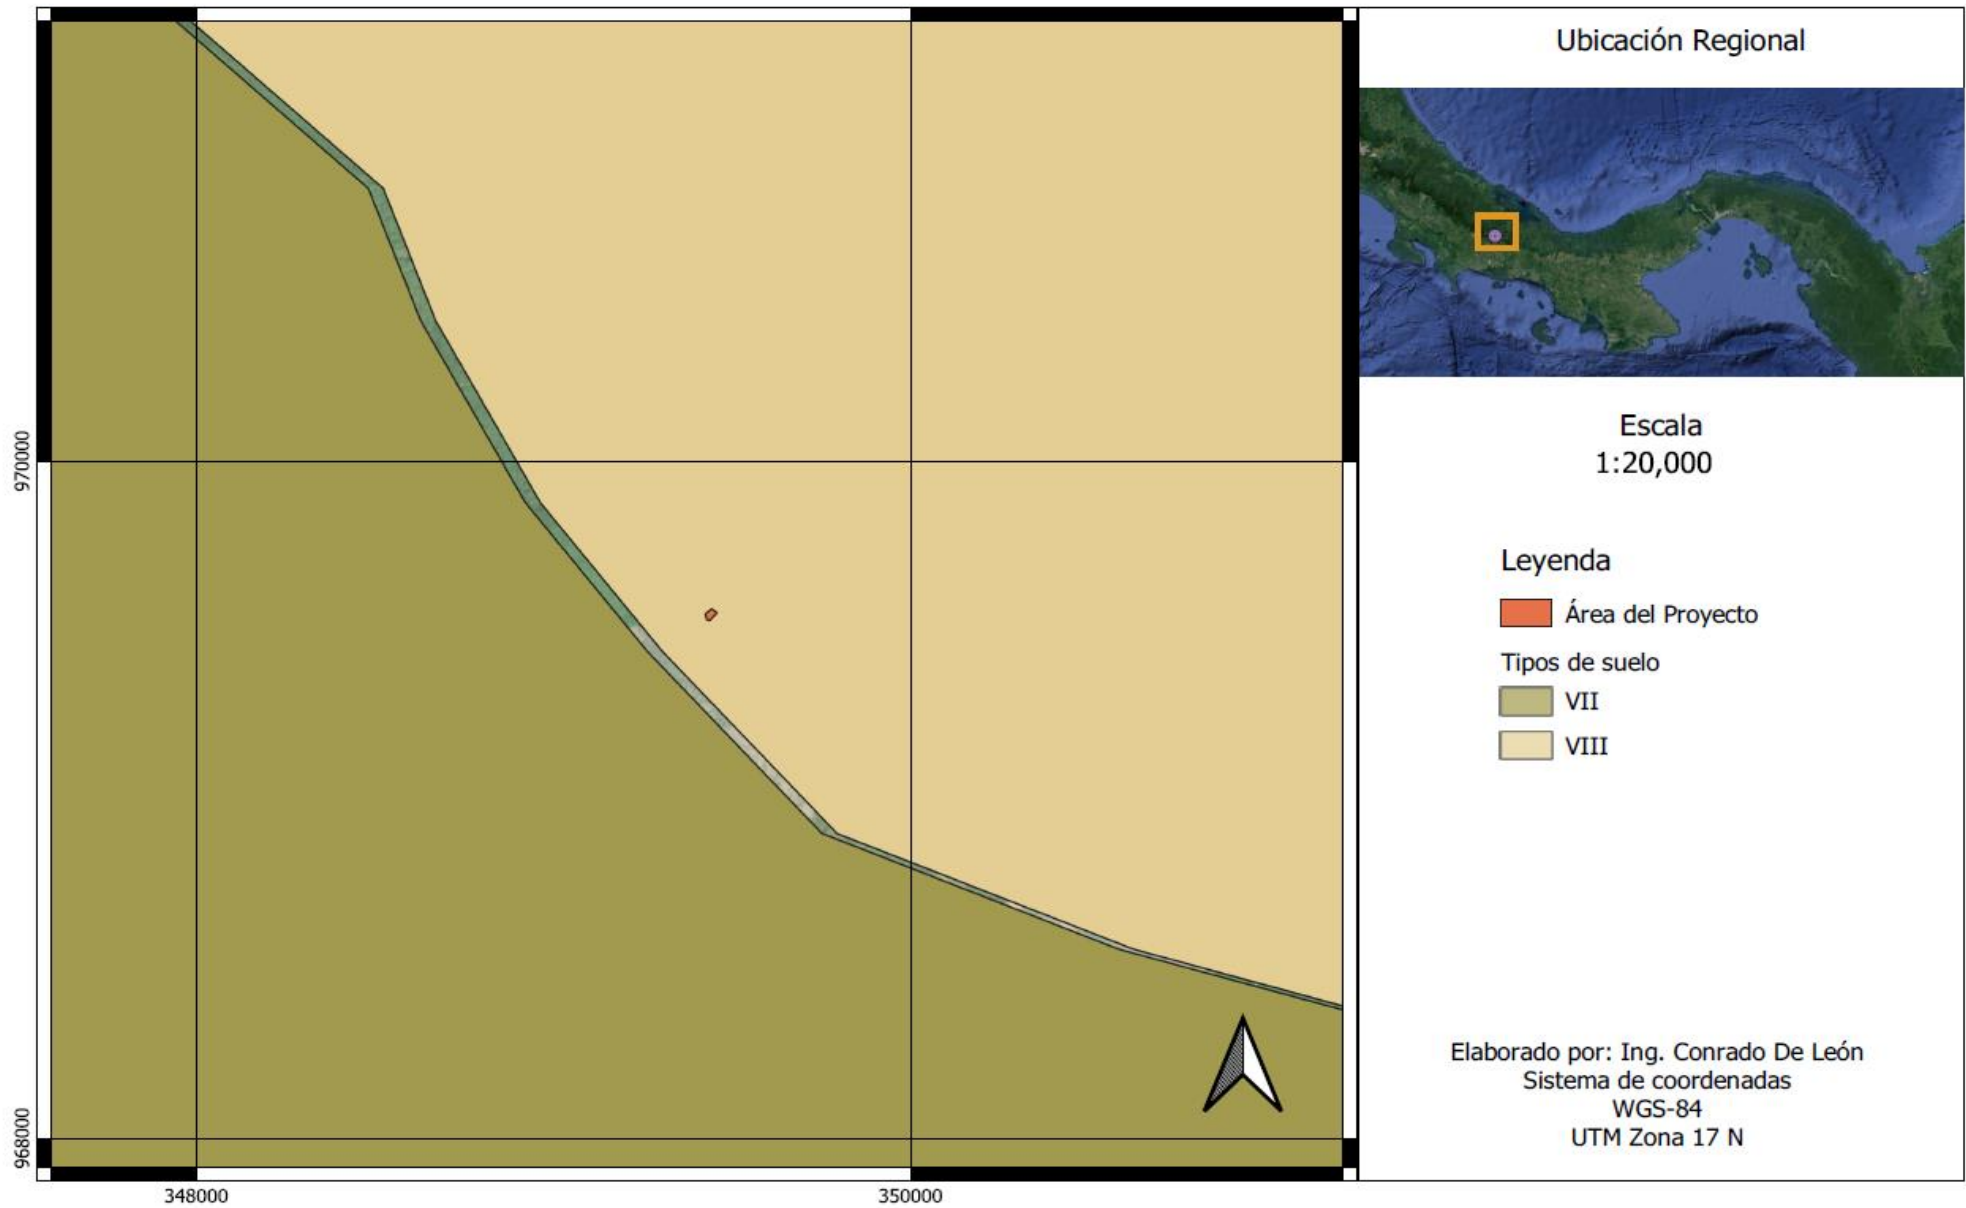 Ubicación Regional
970000
968000
348000
350000
Escala
1:20,000
Leyenda
Área del Proyecto
Tipos de suelo
VII
VIII
Elaborado por: Ing. Conrado De León
Sistema de coordenadas
WGS-84
UTM Zona 17 N